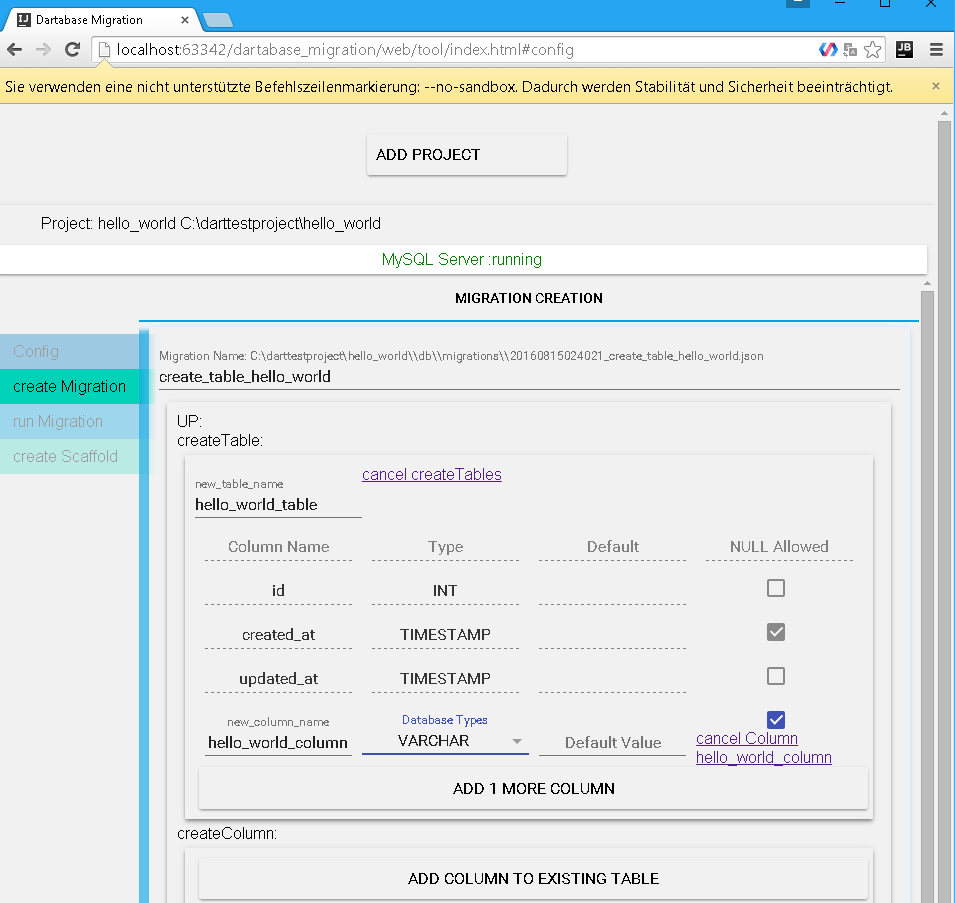 Dartabase Migration
localhost:63342/dartabase_migration/web/tool/index.html#config
JB
Sie verwenden eine nicht unterstützte Befehlszeilenmarkierung: --no-sandbox. Dadurch werden Stabilität und Sicherheit beeinträchtigt.
ADD PROJECT
Project: hello_world C:\darttestproject\hello_world
MySQL Server :running
MIGRATION CREATION
Config
create Migration
run Migration
create Scaffold
Migration Name: C:\darttestproject\hello_world\\db\\migrations\\20160815024021_create_table_hello_world.json
create_table_hello_world
UP:
createTable:
new_table_name
hello_world_table
cancel createTables
Column Name Type Default NULL Allowed
id INT
created_at TIMESTAMP
updated_at TIMESTAMP
new_column_name Database Types
hello_world_column VARCHAR Default Value
cancel Column
hello_world_column
ADD 1 MORE COLUMN
createColumn:
ADD COLUMN TO EXISTING TABLE